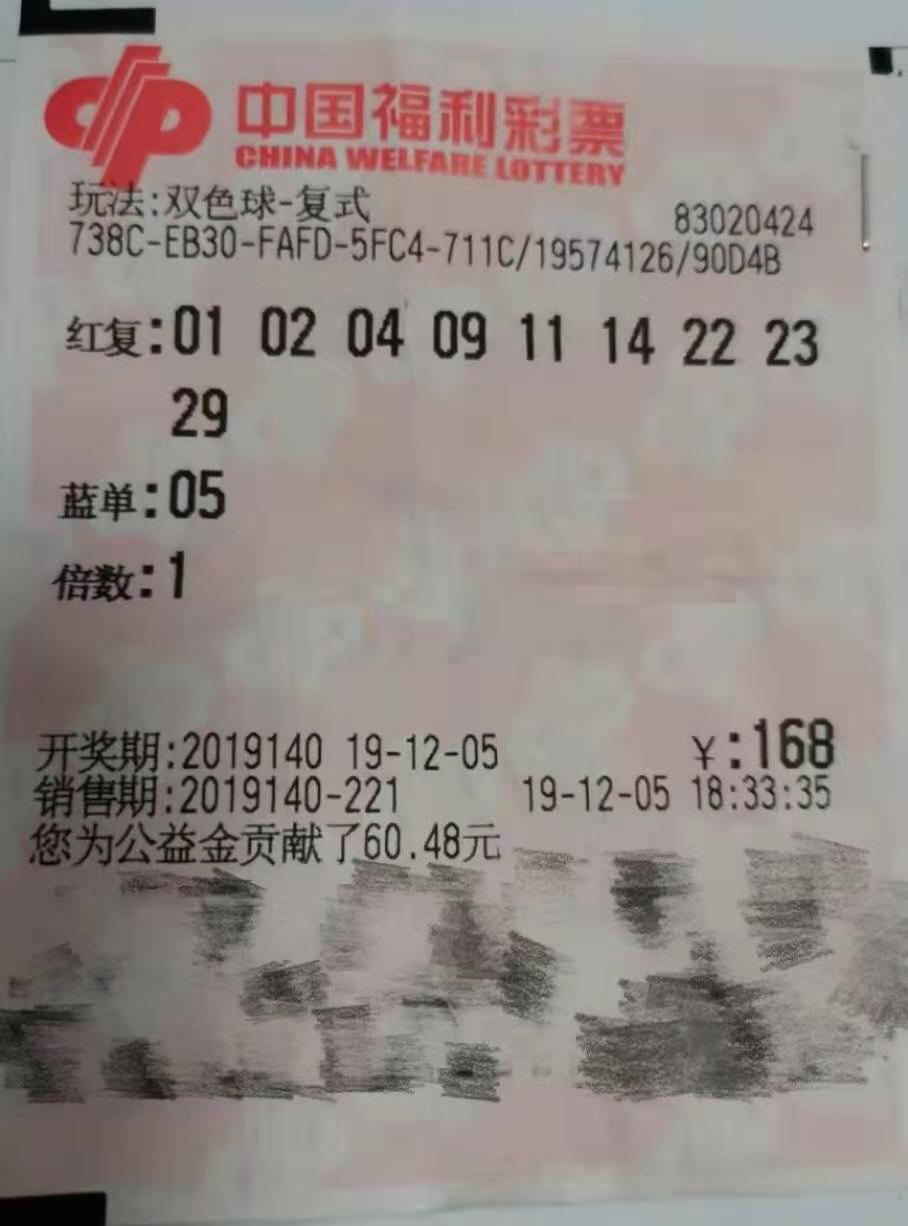 中国福利彩票
CHINA WELFARE LOTTERY
玩法:双色球-复式 83020424
738C-EB30-FAFD-5FC4-711C/19574126/90D4B
红复:01 02 04 09 11 14 22 23
29
蓝单:05
倍数:1
开奖期:2019140 19-12-05 ￥:168
销售期:2019140-221 19-12-05 18:33:35
您为公益金贡献了60.48元